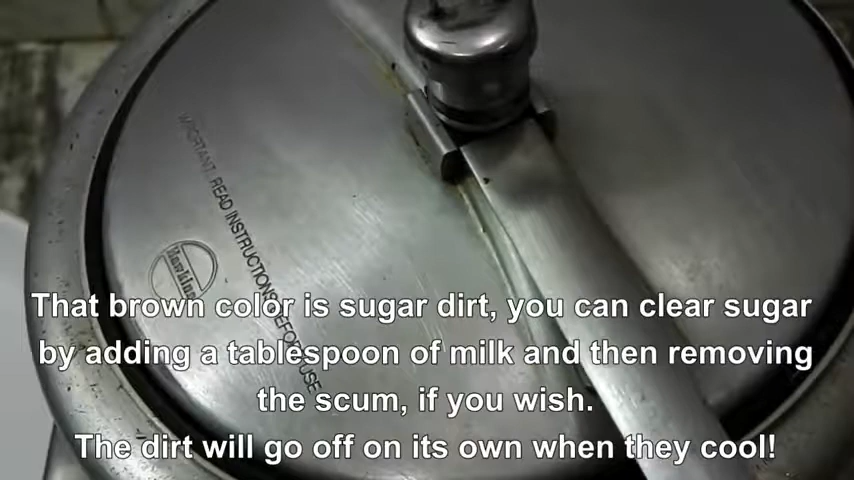 IMPORTANT: READ INSTRUCTIONS BEFORE USE
Hawkins
That brown color is sugar dirt, you can clear sugar
by adding a tablespoon of milk and then removing
the scum, if you wish.
The dirt will go off on its own when they cool!